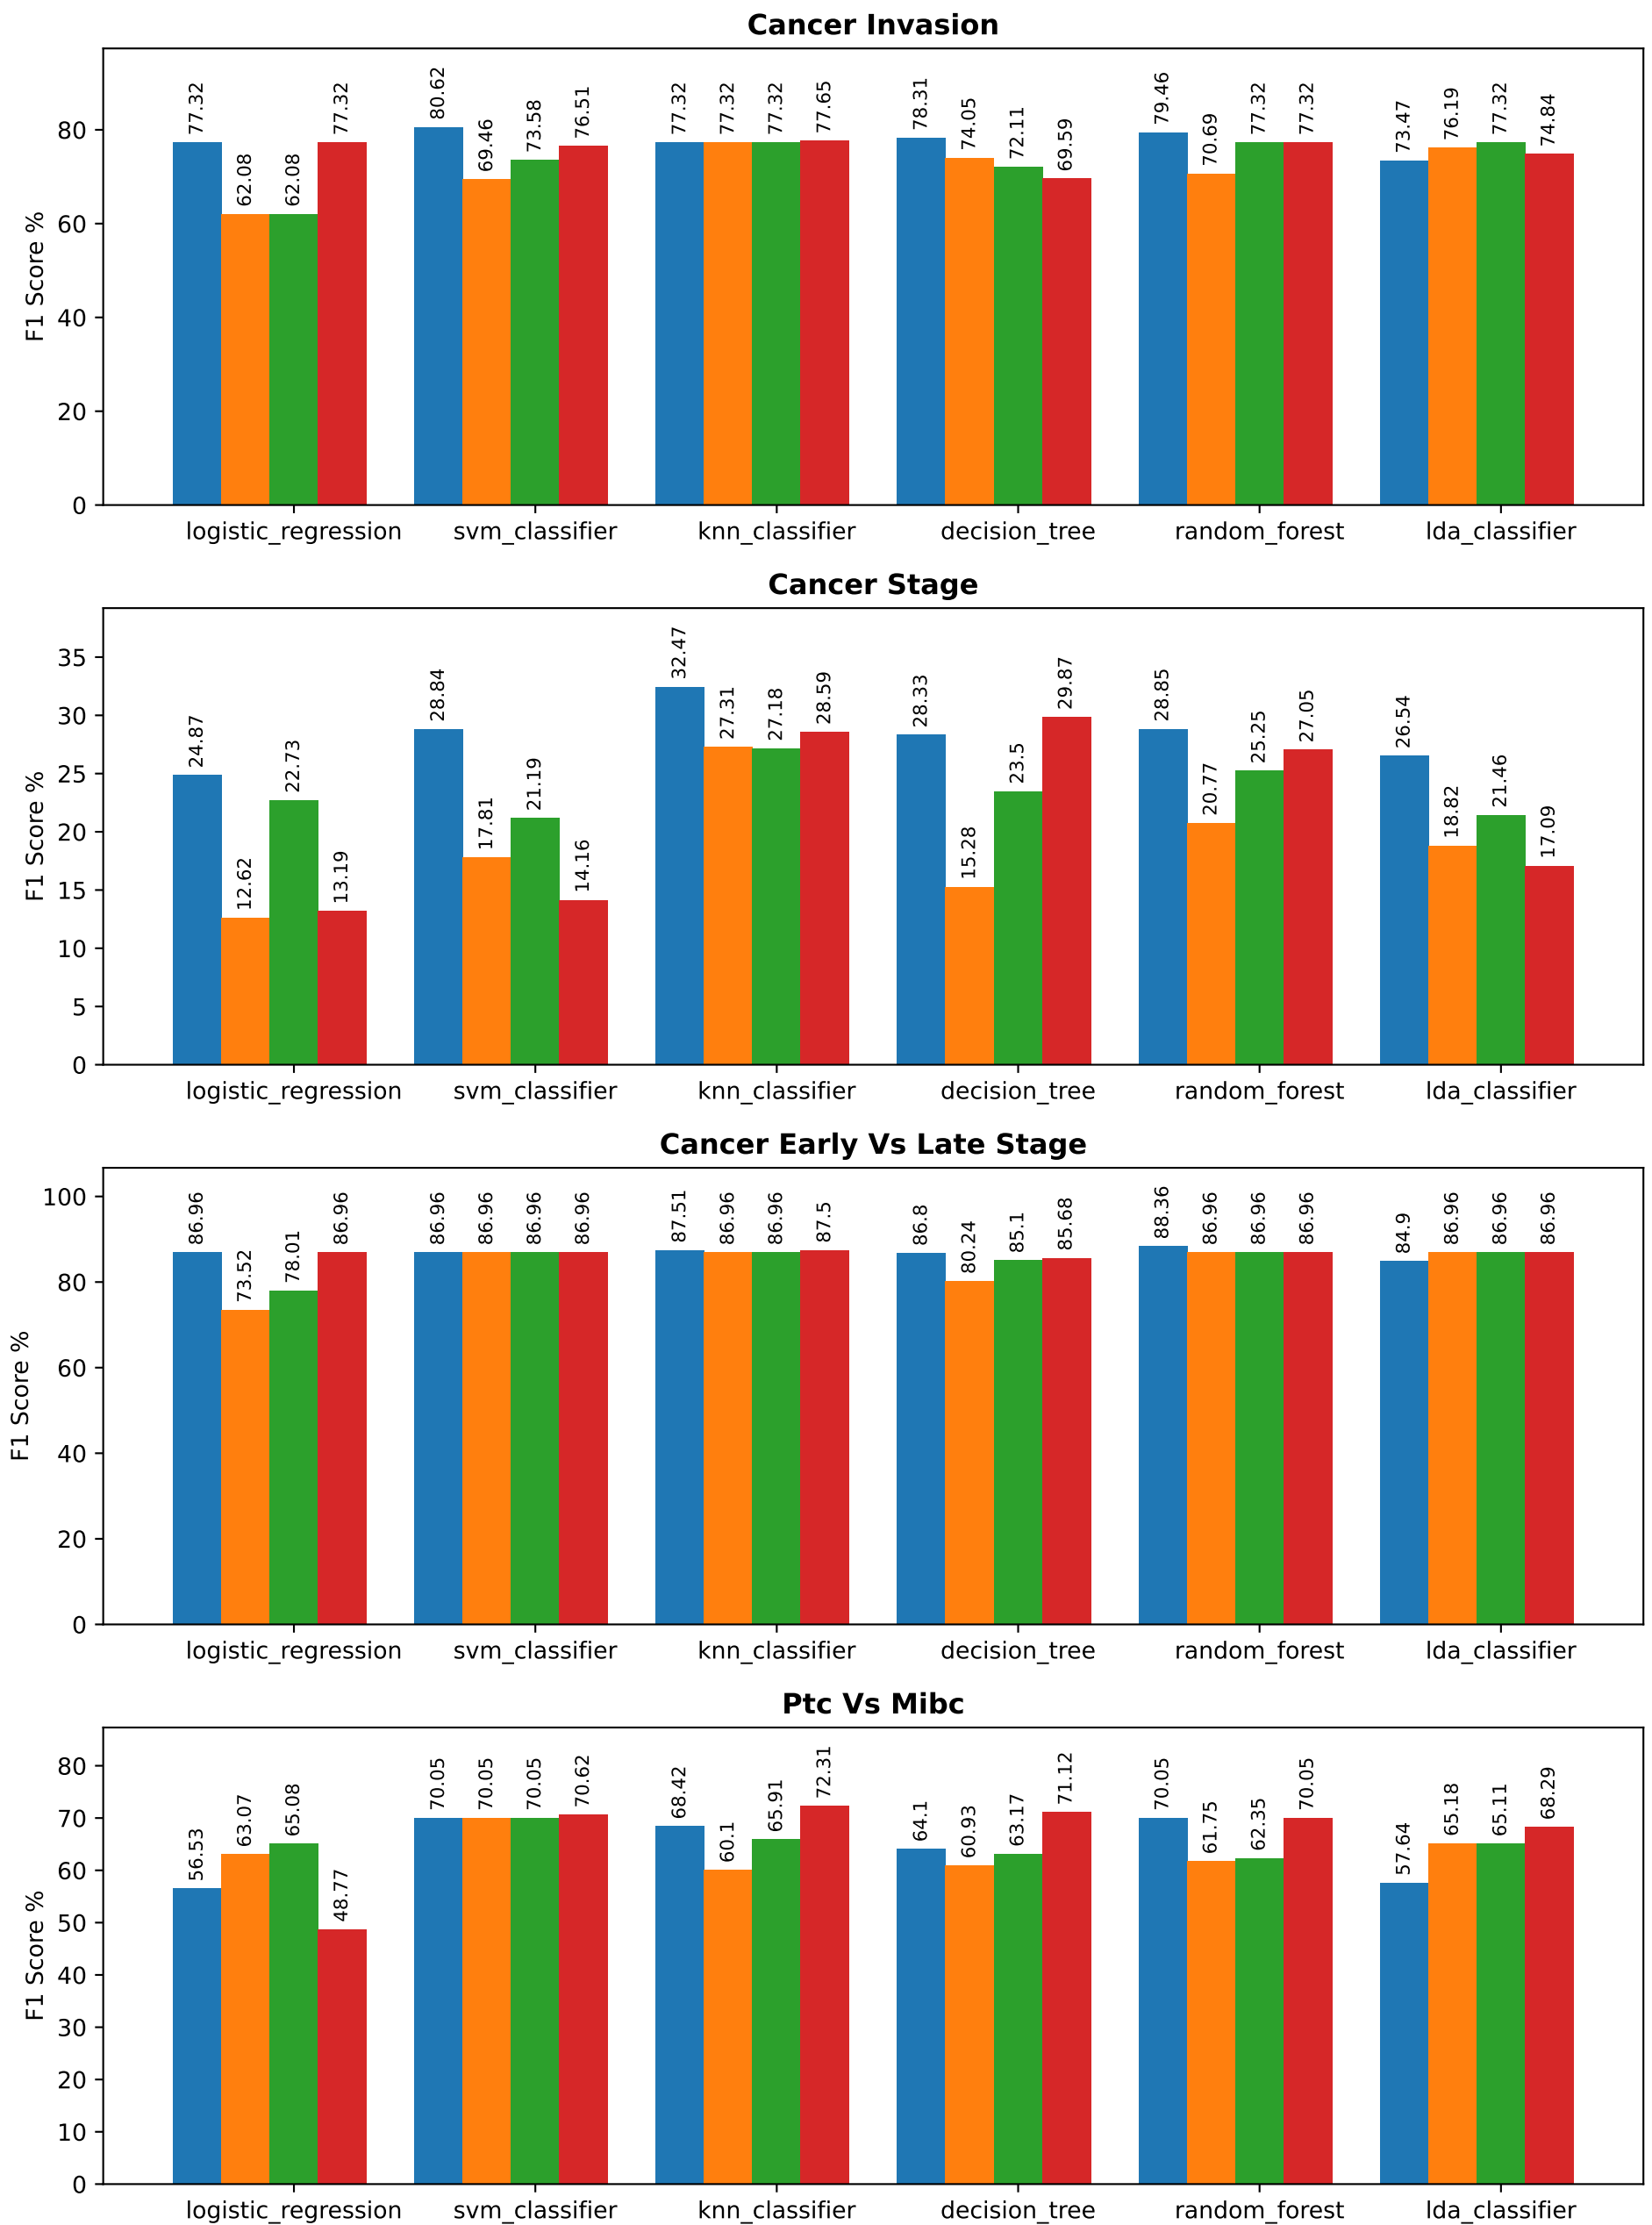 Cancer Invasion
F1 Score %
80
60
40
20
0
77.32 62.08 62.08 77.32
80.62 69.46 73.58 76.51
77.32 77.32 77.32 77.65
78.31 74.05 72.11 69.59
79.46 70.69 77.32 77.32
73.47 76.19 77.32 74.84
logistic_regression svm_classifier knn_classifier decision_tree random_forest lda_classifier
Cancer Stage
F1 Score %
35
30
25
20
15
10
5
0
24.87 12.62 22.73 13.19
28.84 17.81 21.19 14.16
32.47 27.31 27.18 28.59
28.33 15.28 23.5 29.87
28.85 20.77 25.25 27.05
26.54 18.82 21.46 17.09
logistic_regression svm_classifier knn_classifier decision_tree random_forest lda_classifier
Cancer Early Vs Late Stage
F1 Score %
100
80
60
40
20
0
86.96 73.52 78.01 86.96
86.96 86.96 86.96 86.96
87.51 86.96 86.96 87.5
86.8 80.24 85.1 85.68
88.36 86.96 86.96 86.96
84.9 86.96 86.96 86.96
logistic_regression svm_classifier knn_classifier decision_tree random_forest lda_classifier
Ptc Vs Mibc
F1 Score %
80
70
60
50
40
30
20
10
0
56.53 63.07 65.08 48.77
70.05 70.05 70.05 70.62
68.42 60.1 65.91 72.31
64.1 60.93 63.17 71.12
70.05 61.75 62.35 70.05
57.64 65.18 65.11 68.29
logistic_regression svm_classifier knn_classifier decision_tree random_forest lda_classifier